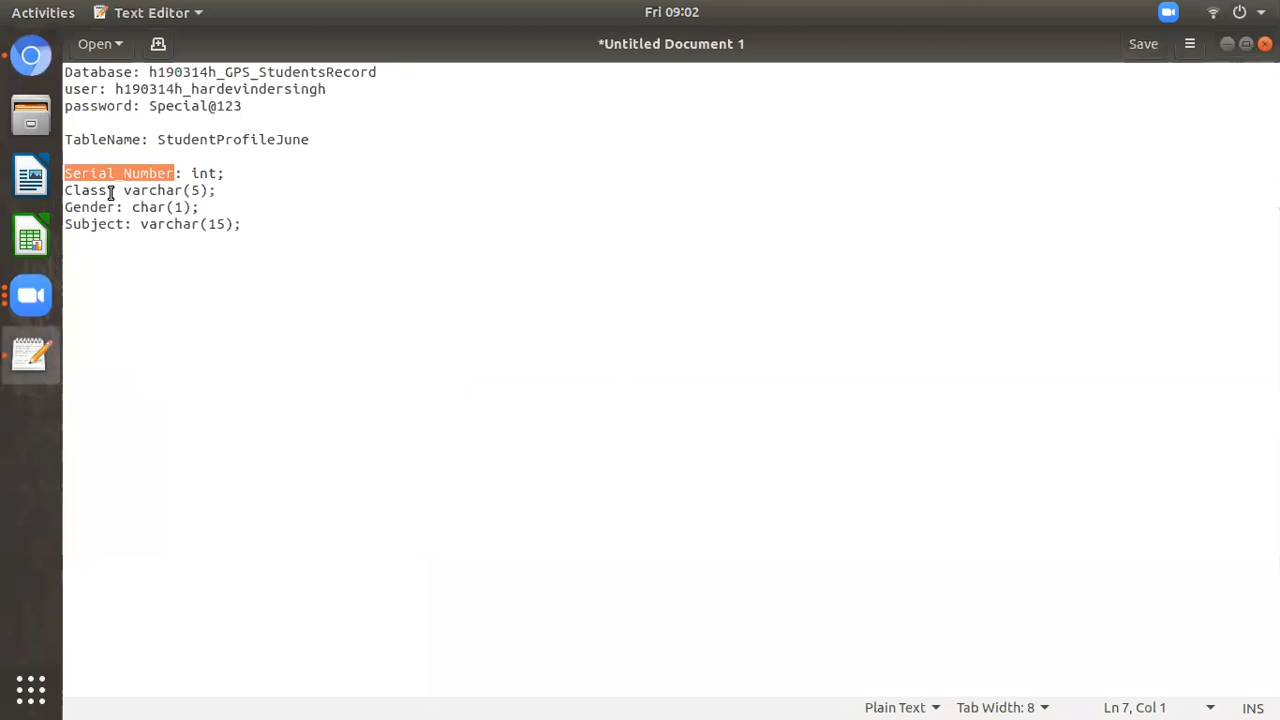 Activities Text Editor Fri 09:02
Open *Untitled Document 1 Save
Database: h190314h_GPS_StudentsRecord
user: h190314h_hardevindersingh
password: Special@123
TableName: StudentProfileJune
Serial_Number: int;
Class: varchar(5);
Gender: char(1);
Subject: varchar(15);
Plain Text Tab Width: 8 Ln 7, Col 1 INS